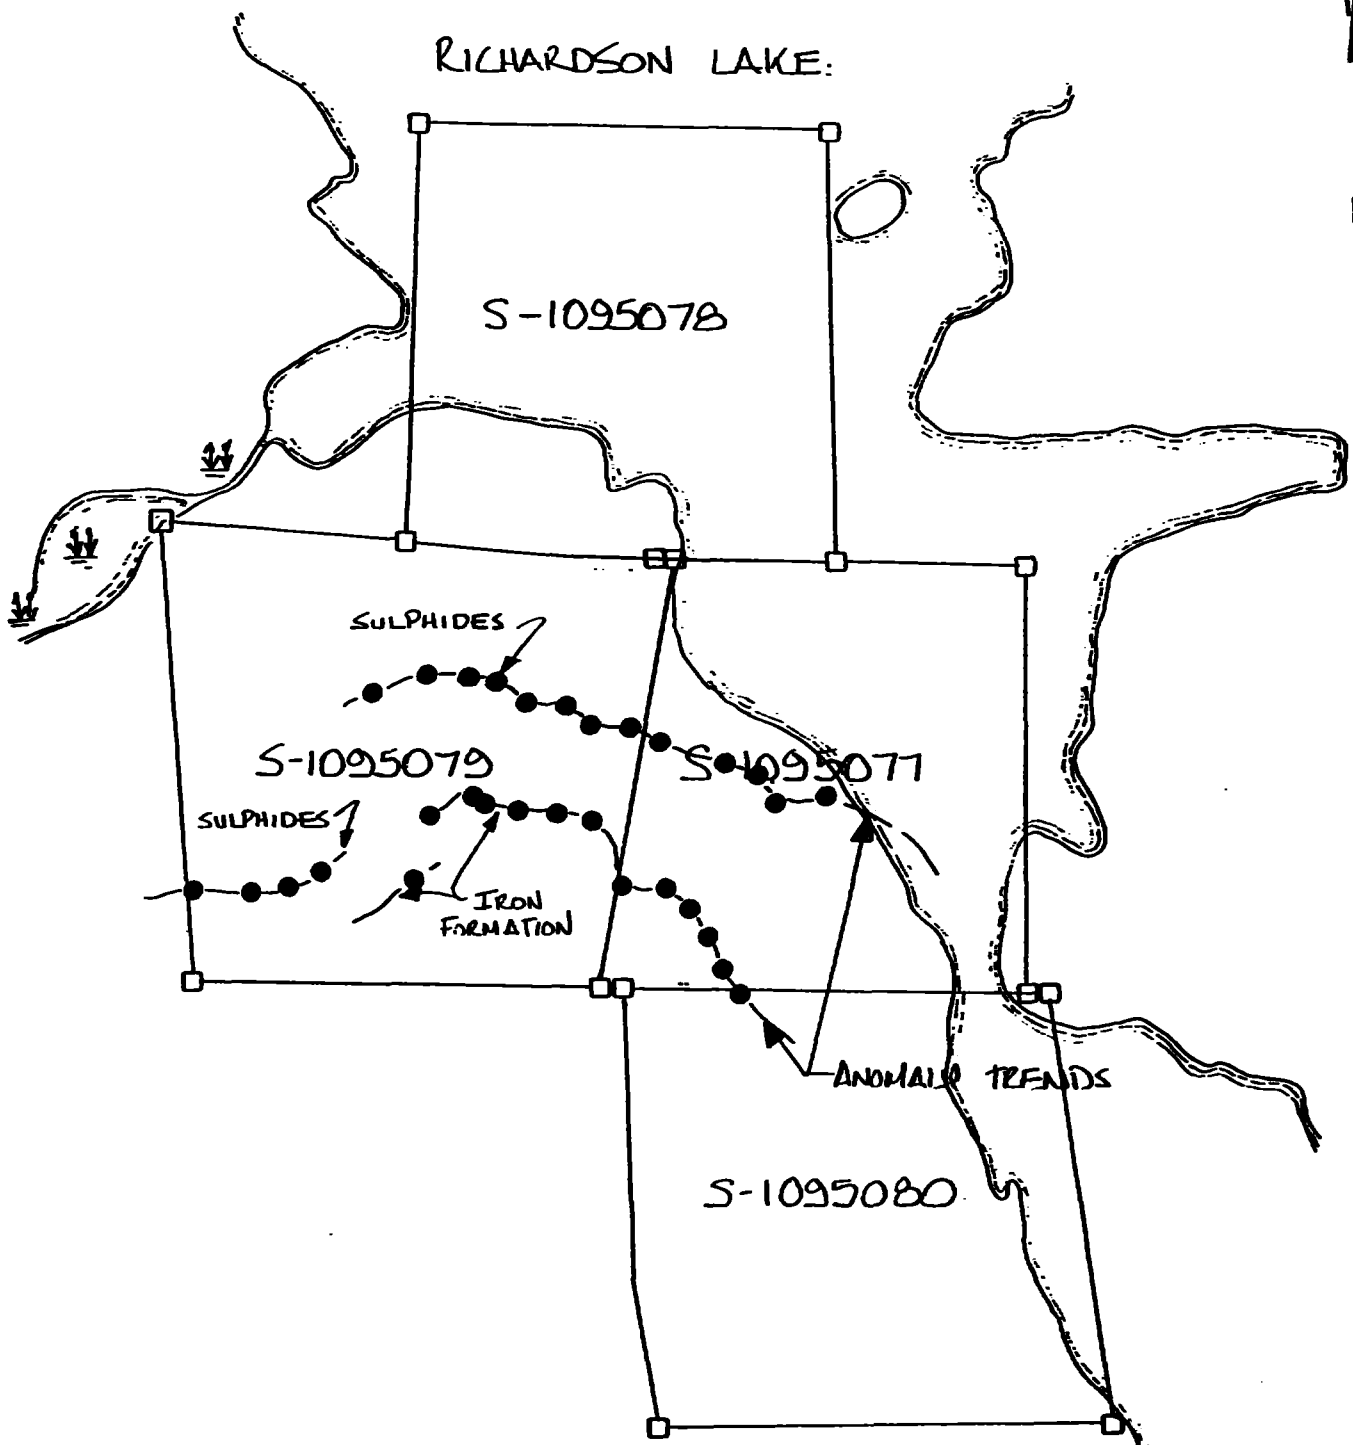 RICHARDSON LAKE:
S-1095078
SULPHIDES
S-1095079
S-1095077
SULPHIDES
IRON
FORMATION
ANOMALY TRENDS
S-1095080